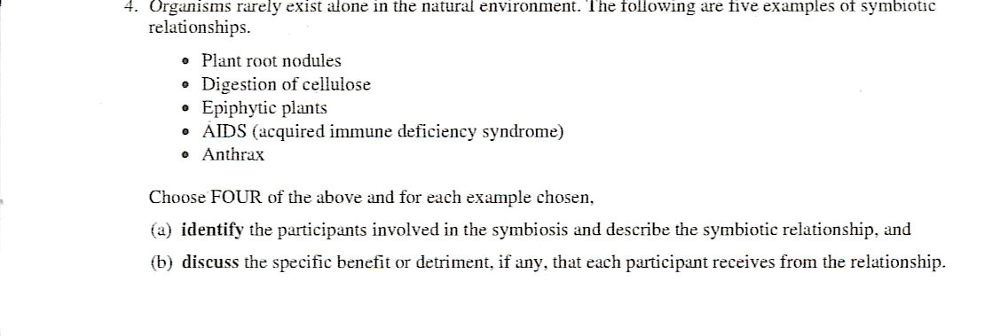 4. Organisms rarely exist alone in the natural environment. The following are five examples of symbiotic
relationships.
• Plant root nodules
• Digestion of cellulose
• Epiphytic plants
• AIDS (acquired immune deficiency syndrome)
• Anthrax
Choose FOUR of the above and for each example chosen,
(a) identify the participants involved in the symbiosis and describe the symbiotic relationship, and
(b) discuss the specific benefit or detriment, if any, that each participant receives from the relationship.